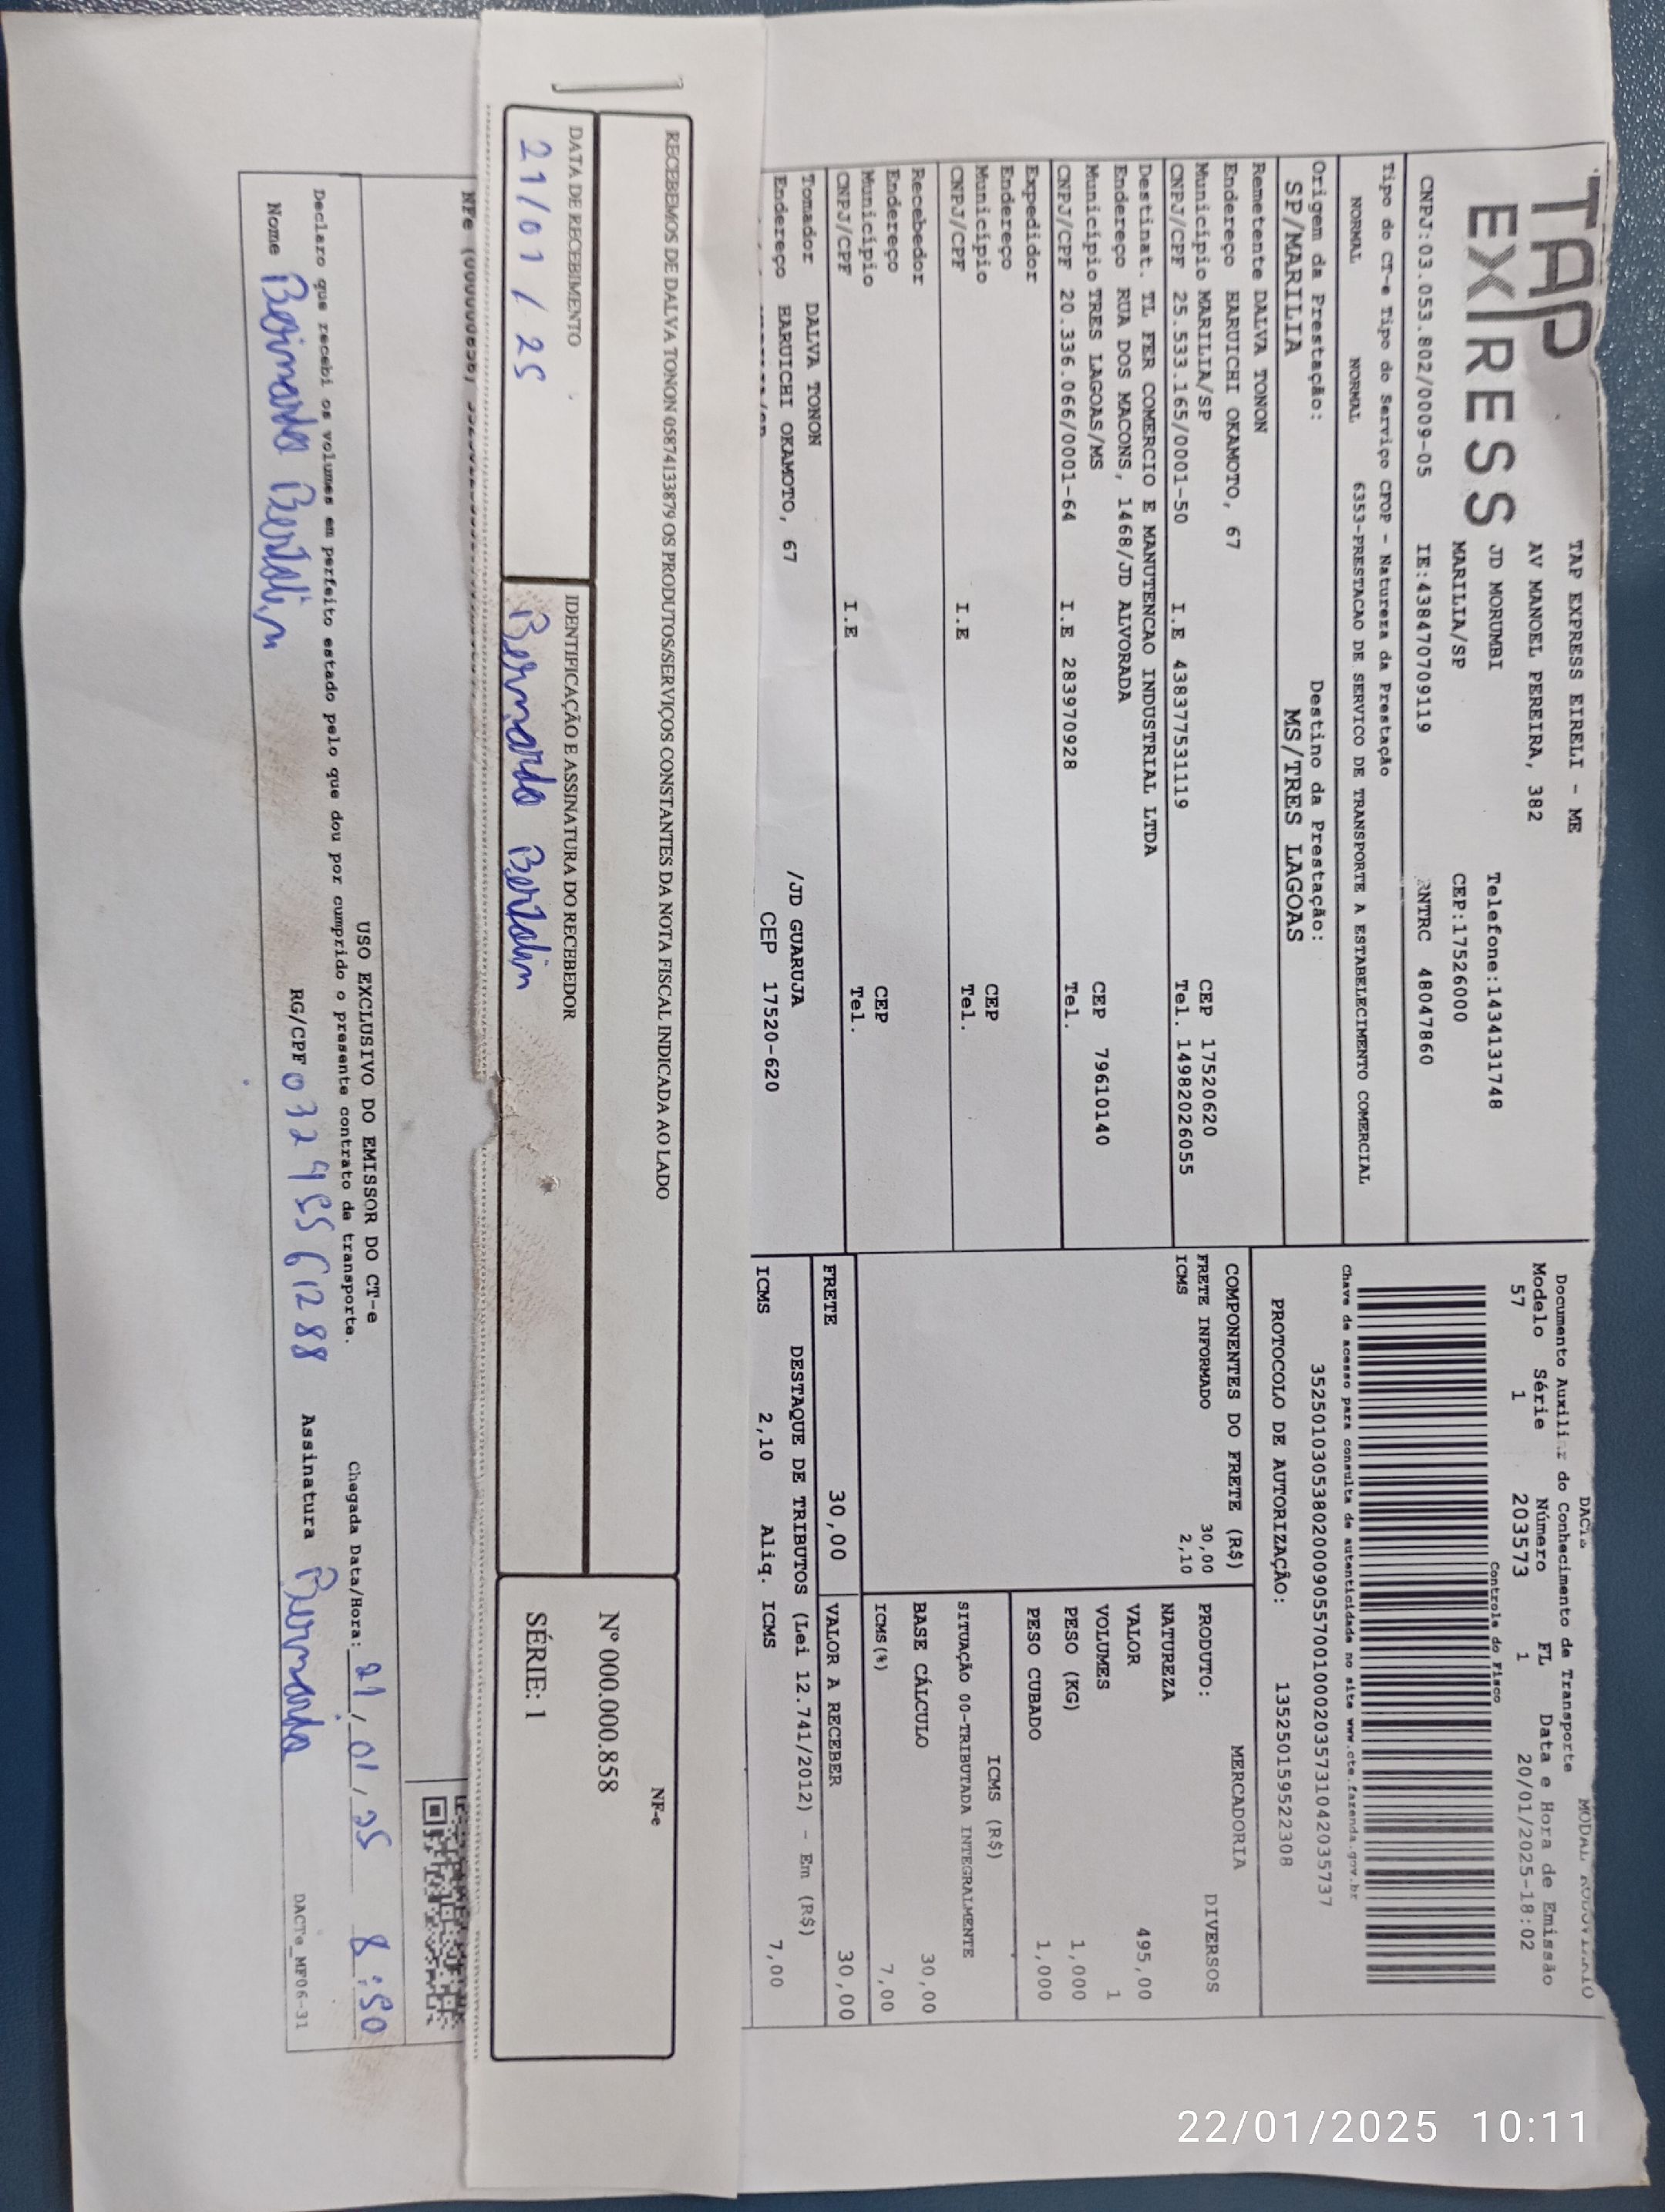 TAP
EXPRESS
TAP EXPRESS EIRELI - ME
AV MANOEL PEREIRA, 382
JD MORUMBI Telefone:1434131748
MARILIA/SP CEP:17526000
CNPJ:03.053.802/0009-05 IE:438470709119 RNTRC 48047860
Tipo do CT-e Tipo do Serviço CFOP - Natureza da Prestação
NORMAL NORMAL 6353-PRESTACAO DE SERVICO DE TRANSPORTE A ESTABELECIMENTO COMERCIAL
Origem da Prestação: Destino da Prestação:
SP/MARILIA MS/TRES LAGOAS
Remetente DALVA TONON
Endereço HARUICHI OKAMOTO, 67
Município MARILIA/SP CEP 17520620
CNPJ/CPF 25.533.165/0001-50 I.E 438377531119 Tel. 14982026055
Destinat. TL FER COMERCIO E MANUTENCAO INDUSTRIAL LTDA
Endereço RUA DOS MACONS, 1468/JD ALVORADA
Município TRES LAGOAS/MS CEP 79610140
CNPJ/CPF 20.336.066/0001-64 I.E 283970928 Tel.
Expedidor
Endereço
Município CEP
CNPJ/CPF I.E Tel.
Recebedor
Endereço
Município CEP
CNPJ/CPF I.E Tel.
Tomador DALVA TONON
Endereço HARUICHI OKAMOTO, 67 /JD GUARUJA
CEP 17520-620
MODAL
Documento Auxiliar do Conhecimento de Transporte
Modelo Série Número FL Data e Hora de Emissão
57 1 203573 1 20/01/2025-18:02
Controle do Fisco
Chave de acesso para consulta de autenticidade no site www.cte.fazenda.gov.br
35250103053802000905570010002035731042035737
PROTOCOLO DE AUTORIZAÇÃO: 135250159522308
COMPONENTES DO FRETE (R$)
FRETE INFORMADO 30,00
ICMS 2,10
MERCADORIA
PRODUTO: DIVERSOS
NATUREZA
VALOR 495,00
VOLUMES 1
PESO (KG) 1,000
PESO CUBADO 1,000
ICMS (R$)
SITUAÇÃO 00-TRIBUTADA INTEGRALMENTE
BASE CÁLCULO 30,00
ICMS(%) 7,00
FRETE 30,00 VALOR A RECEBER 30,00
DESTAQUE DE TRIBUTOS (Lei 12.741/2012) - Em (R$)
ICMS 2,10 Aliq. ICMS 7,00
RECEBEMOS DE DALVA TONON 05874133879 OS PRODUTOS/SERVIÇOS CONSTANTES DA NOTA FISCAL INDICADA AO LADO
DATA DE RECEBIMENTO IDENTIFICAÇÃO E ASSINATURA DO RECEBEDOR
21/01/25 Bernardo Bertolin
NF-e
Nº 000.000.858
SÉRIE: 1
NFe
USO EXCLUSIVO DO EMISSOR DO CT-e
Declaro que recebi os volumes em perfeito estado pelo que dou por cumprido o presente contrato de transporte. Chegada Data/Hora: 21/01/25 8:50
Nome Bernardo Bertolin RG/CPF 07295561288 Assinatura Bernardo
DACTe_MF06-31
22/01/2025 10:11